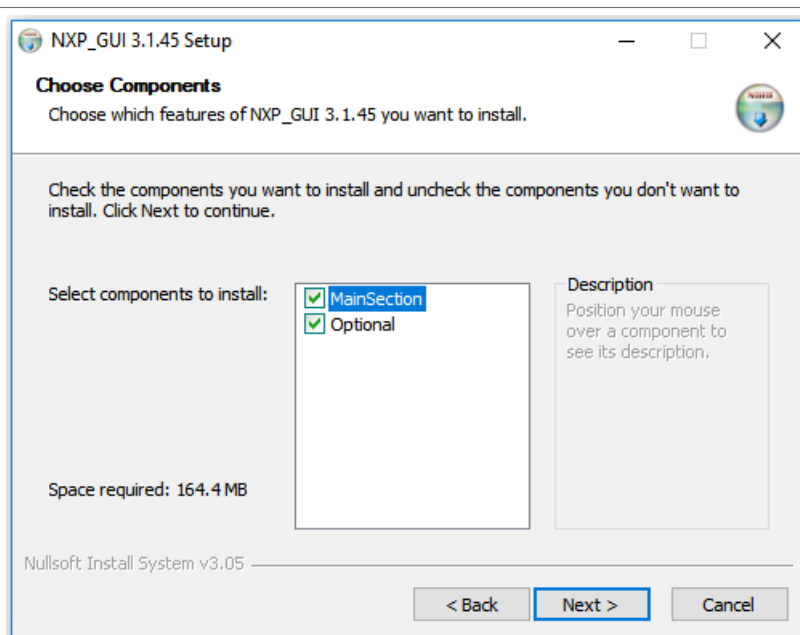 NXP_GUI 3.1.45 Setup
Choose Components
Choose which features of NXP_GUI 3.1.45 you want to install.
Check the components you want to install and uncheck the components you don't want to
install. Click Next to continue.
Select components to install:
MainSection
Optional
Description
Position your mouse
over a component to
see its description.
Space required: 164.4 MB
Nullsoft Install System v3.05
< Back
Next >
Cancel